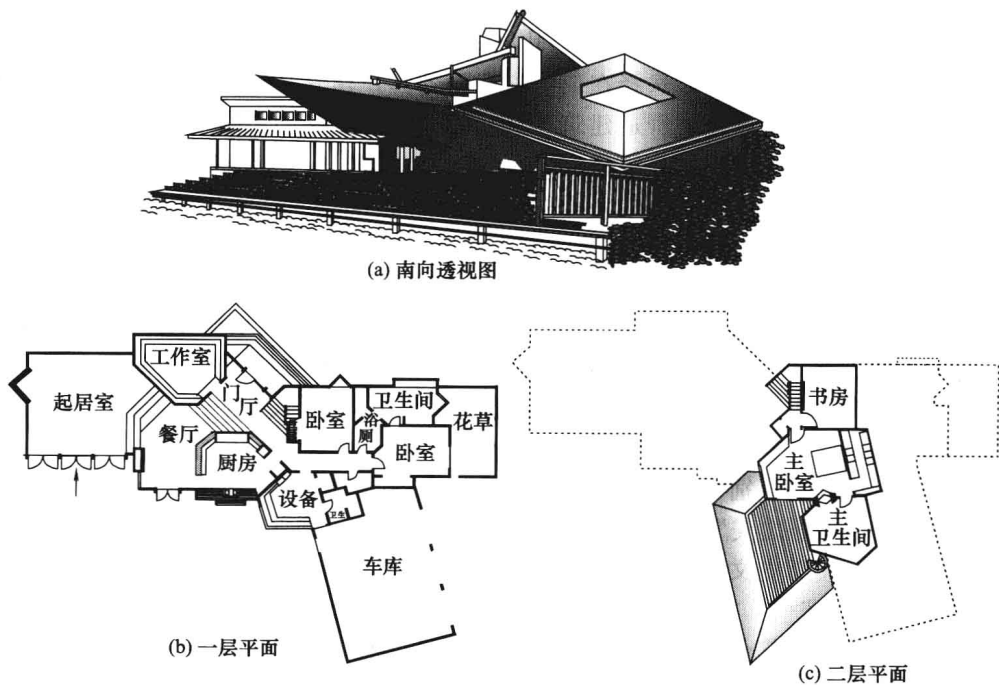 (a) 南向透视图
工作室
起居室
门厅
餐厅
厨房
卧室
浴厕
卫生间
花草
卧室
设备
卫生
车库
(b) 一层平面
书房
主卧室
主卫生间
(c) 二层平面